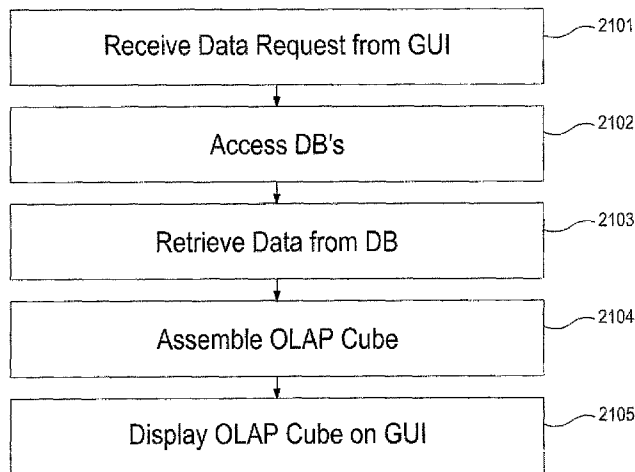 Receive Data Request from GUI
2101
Access DB's
2102
Retrieve Data from DB
2103
Assemble OLAP Cube
2104
Display OLAP Cube on GUI
2105